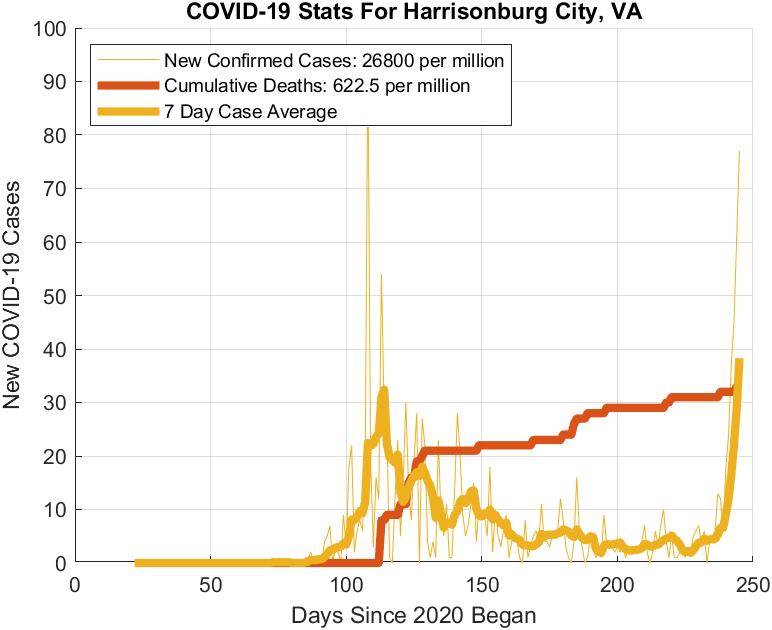 COVID-19 Stats For Harrisonburg City, VA
100
90
80
70
60
50
40
30
20
10
0
New COVID-19 Cases
New Confirmed Cases: 26800 per million
Cumulative Deaths: 622.5 per million
7 Day Case Average
0 50 100 150 200 250
Days Since 2020 Began